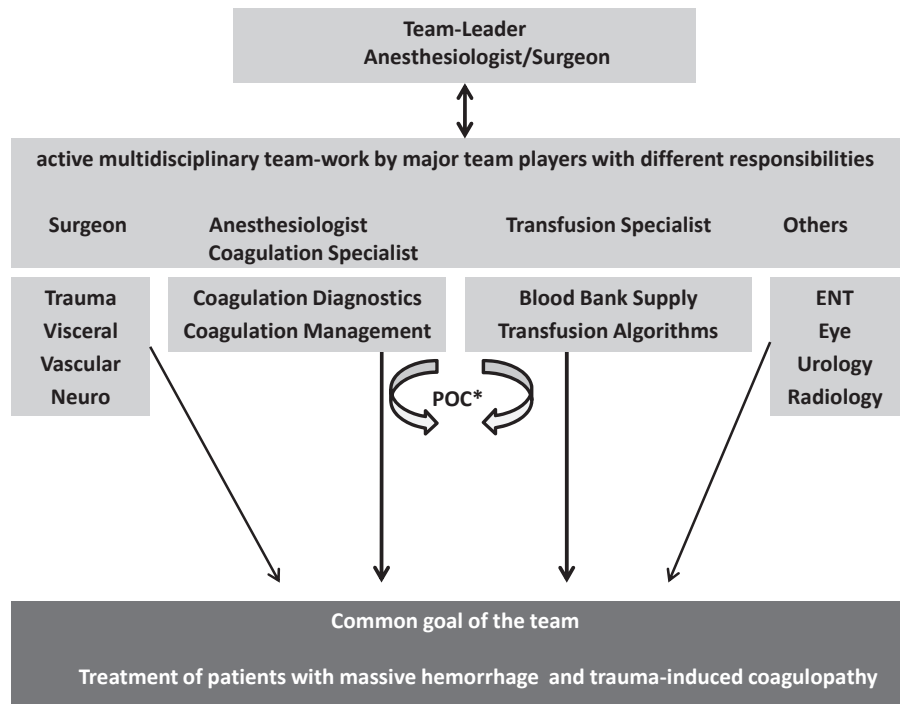 Team-Leader
Anesthesiologist/Surgeon
active multidisciplinary team-work by major team players with different responsibilities
Surgeon
Anesthesiologist
Coagulation Specialist
Transfusion Specialist
Others
Trauma
Visceral
Vascular
Neuro
Coagulation Diagnostics
Coagulation Management
Blood Bank Supply
Transfusion Algorithms
ENT
Eye
Urology
Radiology
POC*
Common goal of the team
Treatment of patients with massive hemorrhage and trauma-induced coagulopathy